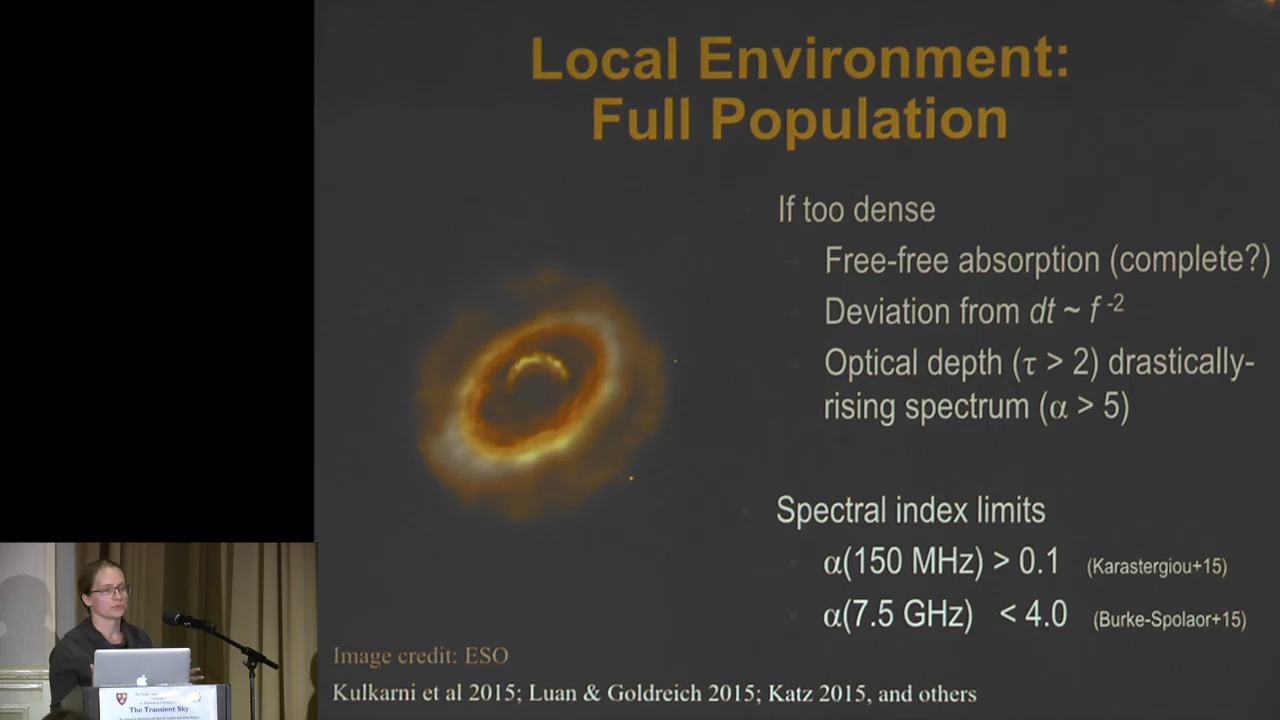 Local Environment:
Full Population
If too dense
Free-free absorption (complete?)
Deviation from dt ~ f -2
Optical depth (τ > 2) drastically-
rising spectrum (α > 5)
Spectral index limits
α(150 MHz) > 0.1 (Karastergiou+15)
α(7.5 GHz) < 4.0 (Burke-Spolaor+15)
Image credit: ESO
Kulkarni et al 2015; Luan & Goldreich 2015; Katz 2015, and others
The Transient Sky